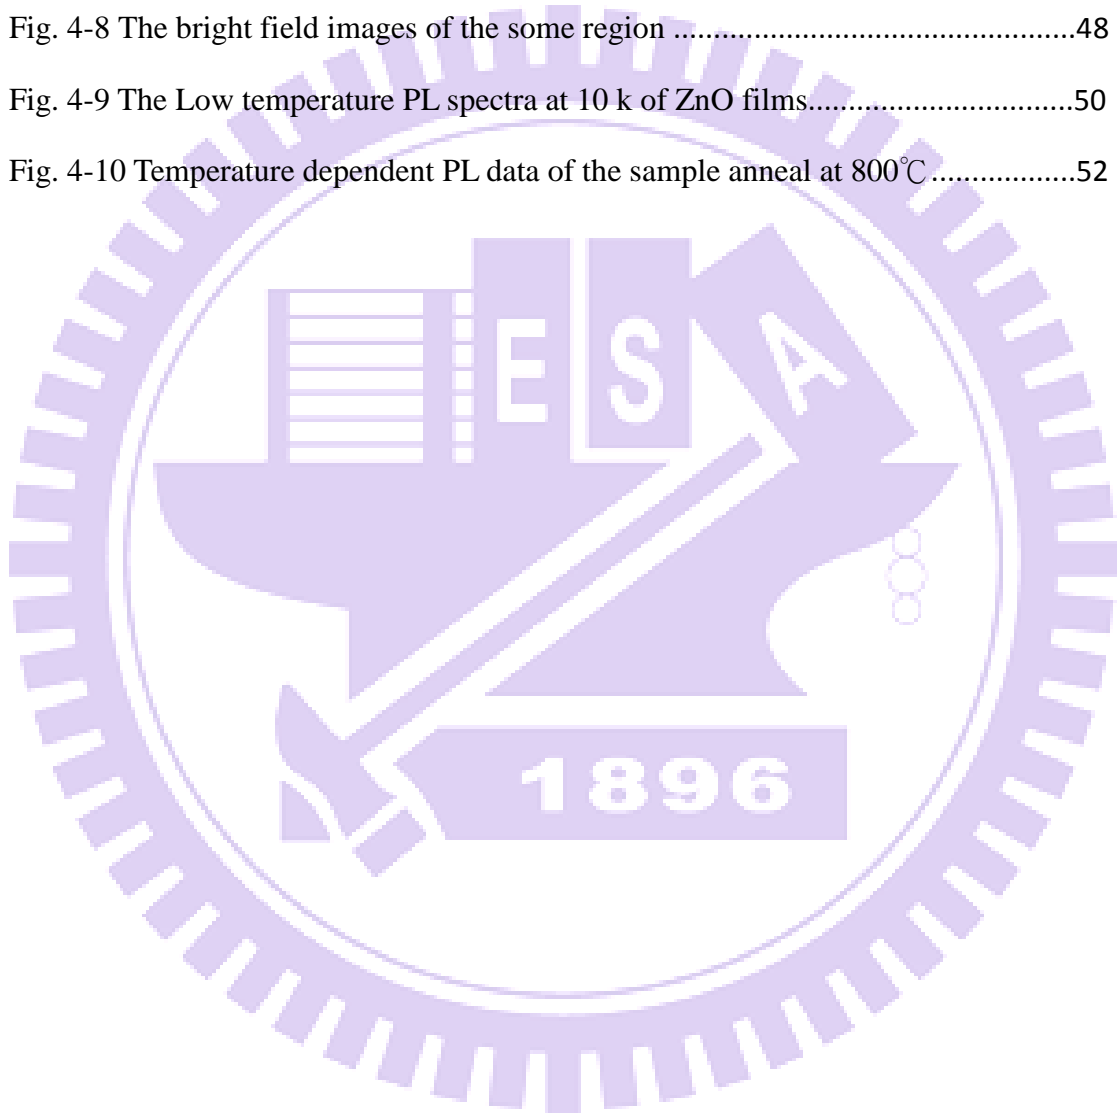 Fig. 4-8 The bright field images of the some region ..................................................48
Fig. 4-9 The Low temperature PL spectra at 10 k of ZnO films.................................50
Fig. 4-10 Temperature dependent PL data of the sample anneal at 800℃..................52
E S A
1896